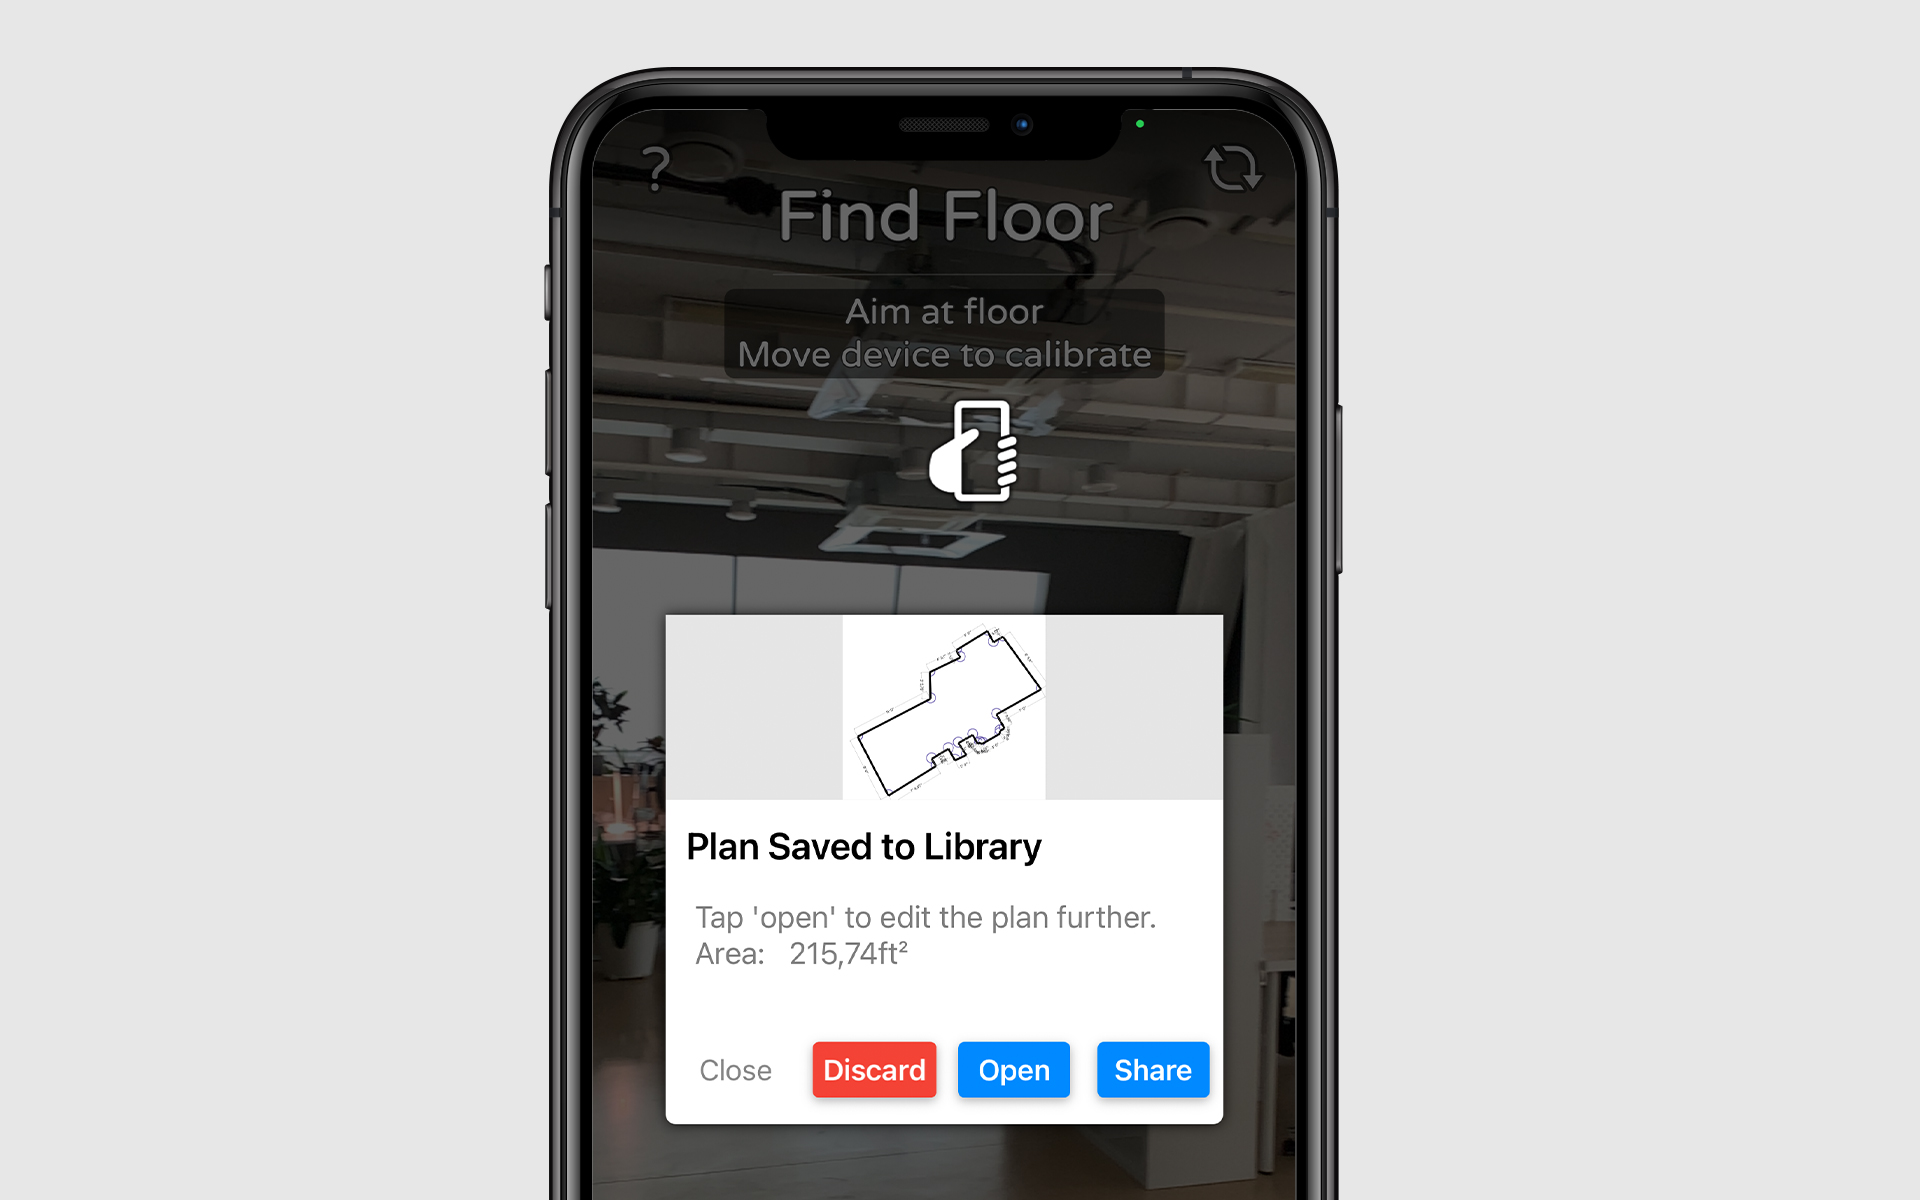 ?
Find Floor
Aim at floor
Move device to calibrate
Plan Saved to Library
Tap 'open' to edit the plan further.
Area: 215,74ft²
Close
Discard
Open
Share